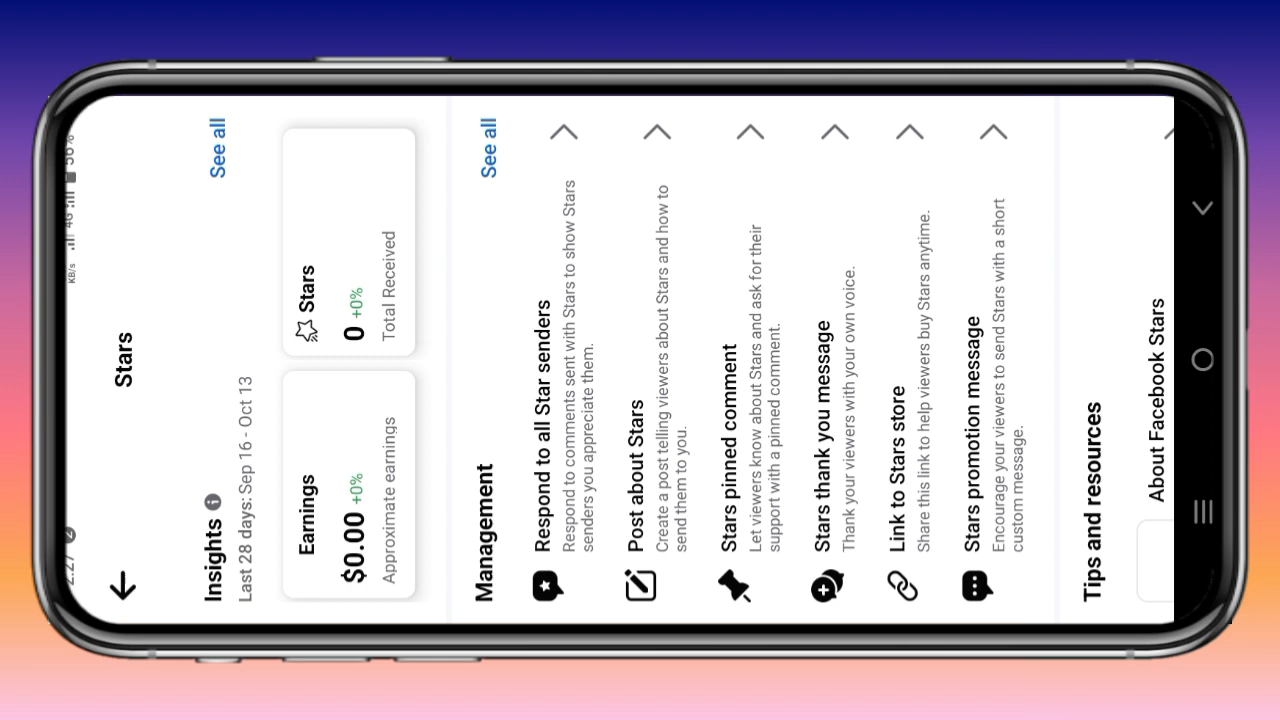 KB/s 4G 56%
Stars
Insights
See all
Last 28 days: Sep 16 - Oct 13
Earnings
$0.00 +0%
Approximate earnings
Stars
0 +0%
Total Received
Management
See all
Respond to all Star senders
Respond to comments sent with Stars to show Stars
senders you appreciate them.
Post about Stars
Create a post telling viewers about Stars and how to
send them to you.
Stars pinned comment
Let viewers know about Stars and ask for their
support with a pinned comment.
Stars thank you message
Thank your viewers with your own voice.
Link to Stars store
Share this link to help viewers buy Stars anytime.
Stars promotion message
Encourage your viewers to send Stars with a short
custom message.
Tips and resources
About Facebook Stars